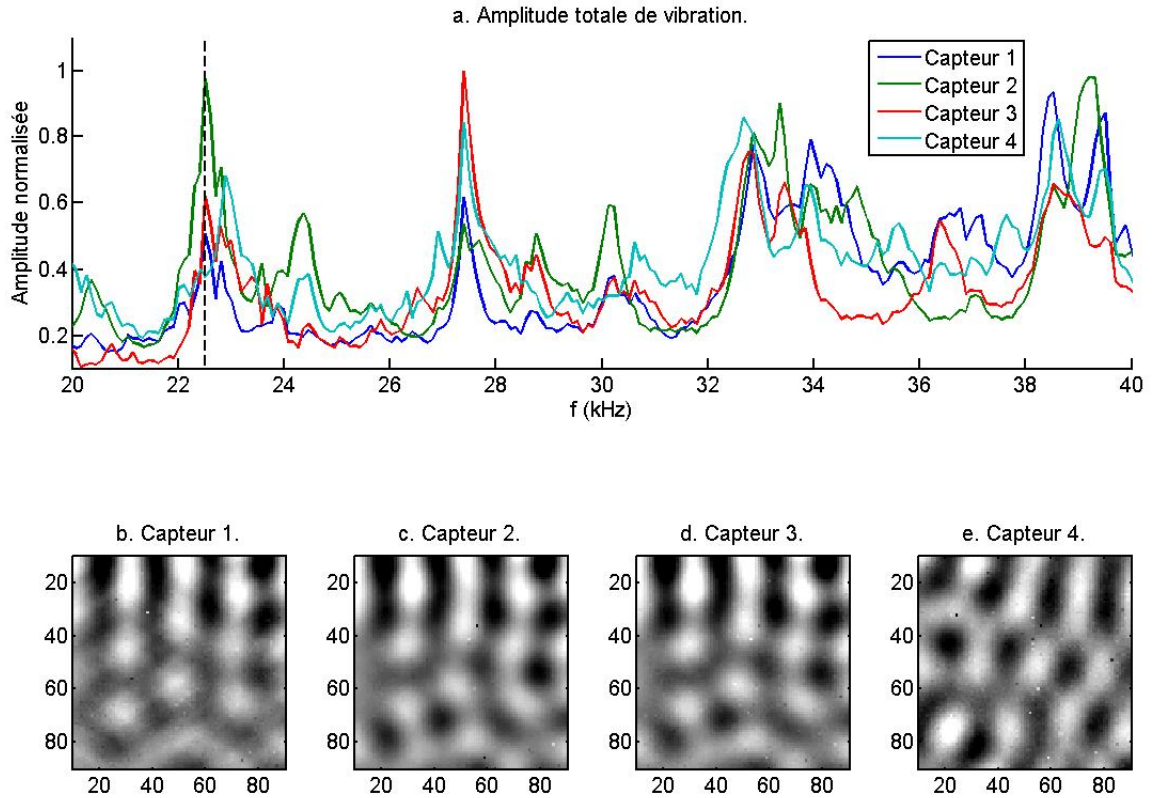 a. Amplitude totale de vibration.
Amplitude normalisée
1
0.8
0.6
0.4
0.2
Capteur 1
Capteur 2
Capteur 3
Capteur 4
20 22 24 26 28 30 32 34 36 38 40
f (kHz)
b. Capteur 1.
20
40
60
80
20 40 60 80
c. Capteur 2.
20
40
60
80
20 40 60 80
d. Capteur 3.
20
40
60
80
20 40 60 80
e. Capteur 4.
20
40
60
80
20 40 60 80